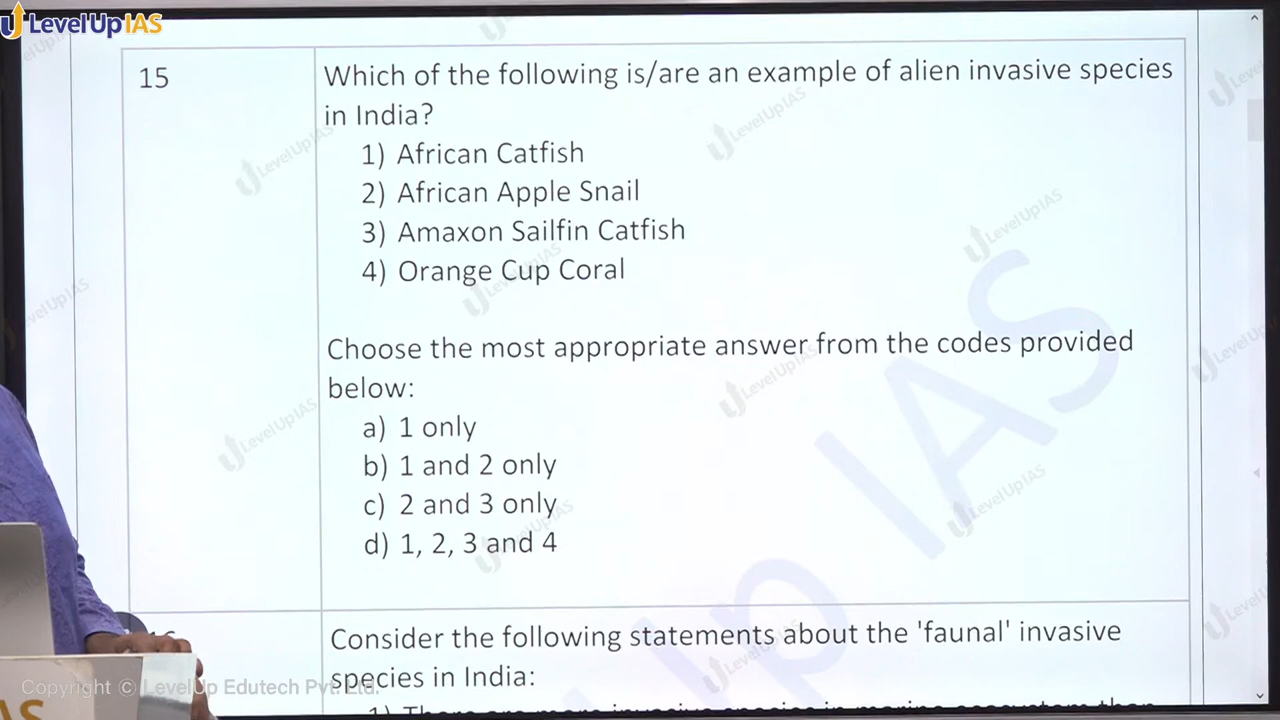 LevelUp IAS
15
Which of the following is/are an example of alien invasive species
in India?
1) African Catfish
2) African Apple Snail
3) Amaxon Sailfin Catfish
4) Orange Cup Coral
Choose the most appropriate answer from the codes provided
below:
a) 1 only
b) 1 and 2 only
c) 2 and 3 only
d) 1, 2, 3 and 4
Consider the following statements about the 'faunal' invasive
species in India:
Copyright © LevelUp Edutech Pvt. Ltd.